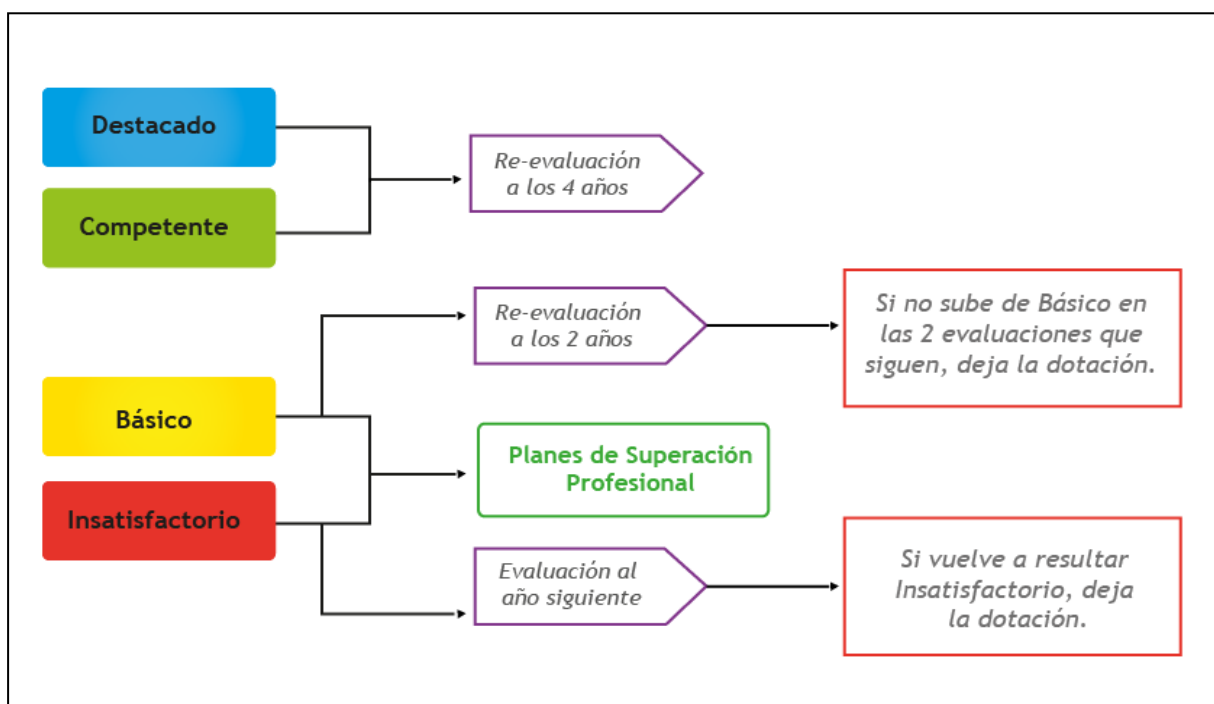 Destacado
Competente
Re-evaluación
a los 4 años
Básico
Insatisfactorio
Re-evaluación
a los 2 años
Si no sube de Básico en
las 2 evaluaciones que
siguen, deja la dotación.
Planes de Superación
Profesional
Evaluación al
año siguiente
Si vuelve a resultar
Insatisfactorio, deja
la dotación.